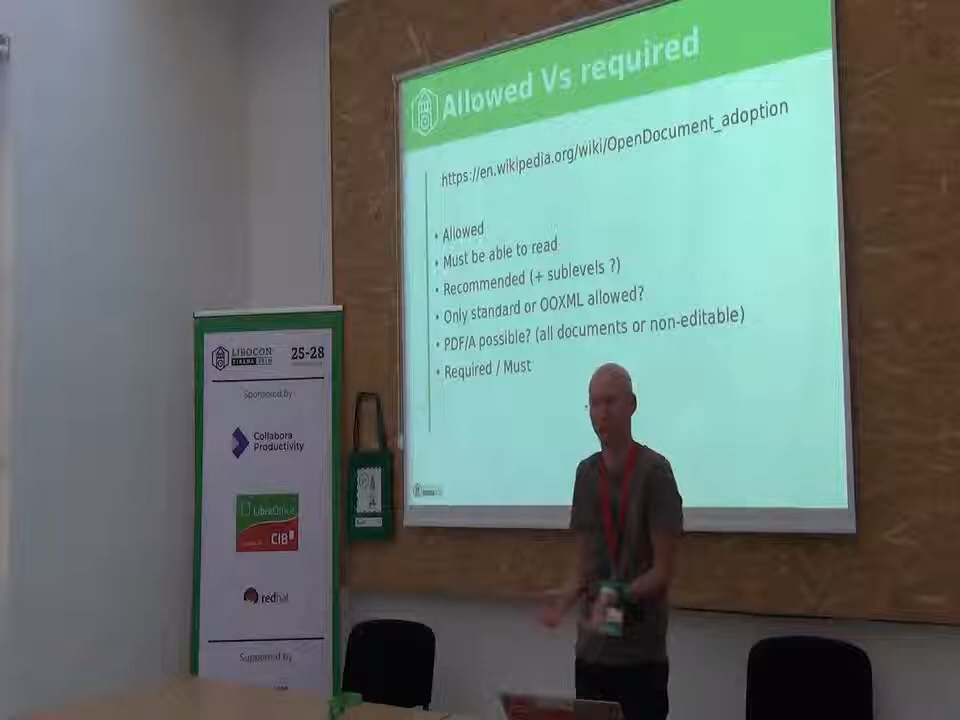 Allowed Vs required
https://en.wikipedia.org/wiki/OpenDocument_adoption
• Allowed
• Must be able to read
• Recommended (+ sublevels ?)
• Only standard or OOXML allowed?
• PDF/A possible? (all documents or non-editable)
• Required / Must
LIBOCON
25-28
Sponsored by
Collabora
Productivity
LibreOffice
CIB
redhat
Supported by